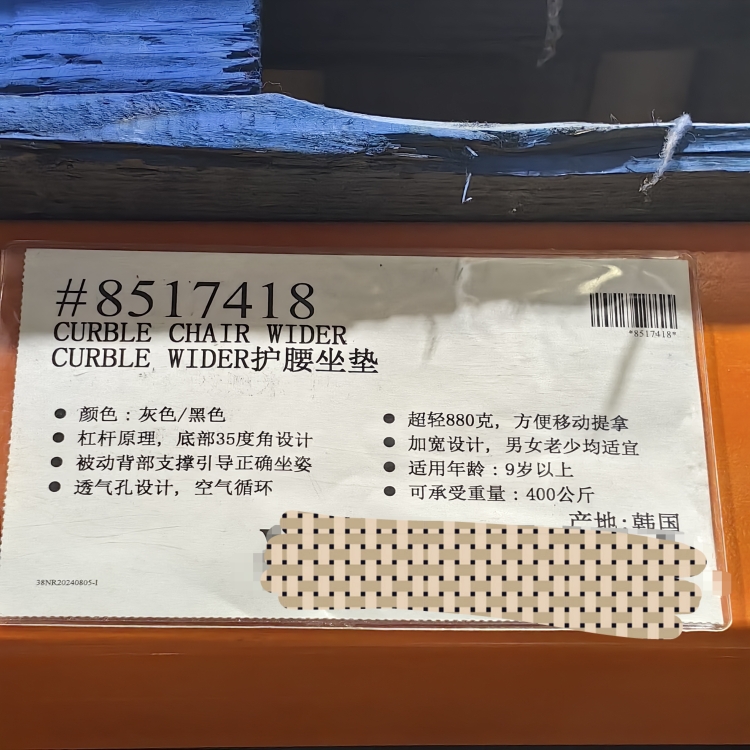 #8517418
*8517418*
CURBLE CHAIR WIDER
CURBLE WIDER护腰坐垫
● 颜色：灰色/黑色
● 杠杆原理, 底部35度角设计
● 被动背部支撑引导正确坐姿
● 透气孔设计, 空气循环
● 超轻880克, 方便移动提拿
● 加宽设计, 男女老少均适宜
● 适用年龄：9岁以上
● 可承受重量：400公斤
产地:韩国
38NR20240805-1